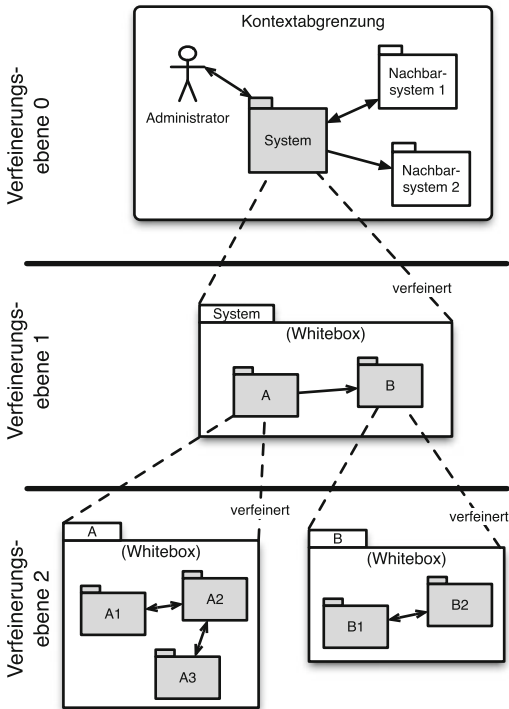 Verfeinerungs-
ebene 0
Kontextabgrenzung
Administrator
System
Nachbar-
system 1
Nachbar-
system 2
Verfeinerungs-
ebene 1
verfeinert
System
(Whitebox)
A
B
Verfeinerungs-
ebene 2
verfeinert
A
(Whitebox)
A1
A2
A3
verfeinert
B
(Whitebox)
B1
B2